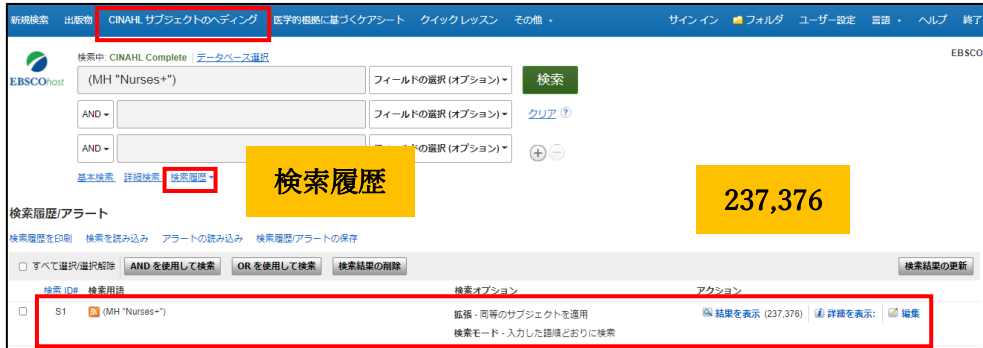 新規検索 出版物 CINAHL サブジェクトのヘディング 医学的根拠に基づくケアシート クイックレッスン その他 サインイン フォルダ ユーザー設定 言語 ヘルプ 終了
検索中: CINAHL Complete データベース選択 EBSCO
EBSCOhost (MH "Nurses+") フィールドの選択 (オプション) 検索
AND フィールドの選択 (オプション) クリア ?
AND の選択 (オプション)
基本検索 詳細検索 検索履歴
検索履歴
237,376
検索履歴/アラート
検索履歴を印刷 検索を読み込み アラートの読み込み 検索履歴/アラートの保存
すべて選択/選択解除 AND を使用して検索 OR を使用して検索 検索結果の削除 検索結果の更新
検索 ID# 検索用語 検索オプション アクション
S1 (MH "Nurses+") 拡張 - 同等のサブジェクトを適用 結果を表示 (237,376) 詳細を表示: 編集
検索モード - 入力した語順どおりに検索